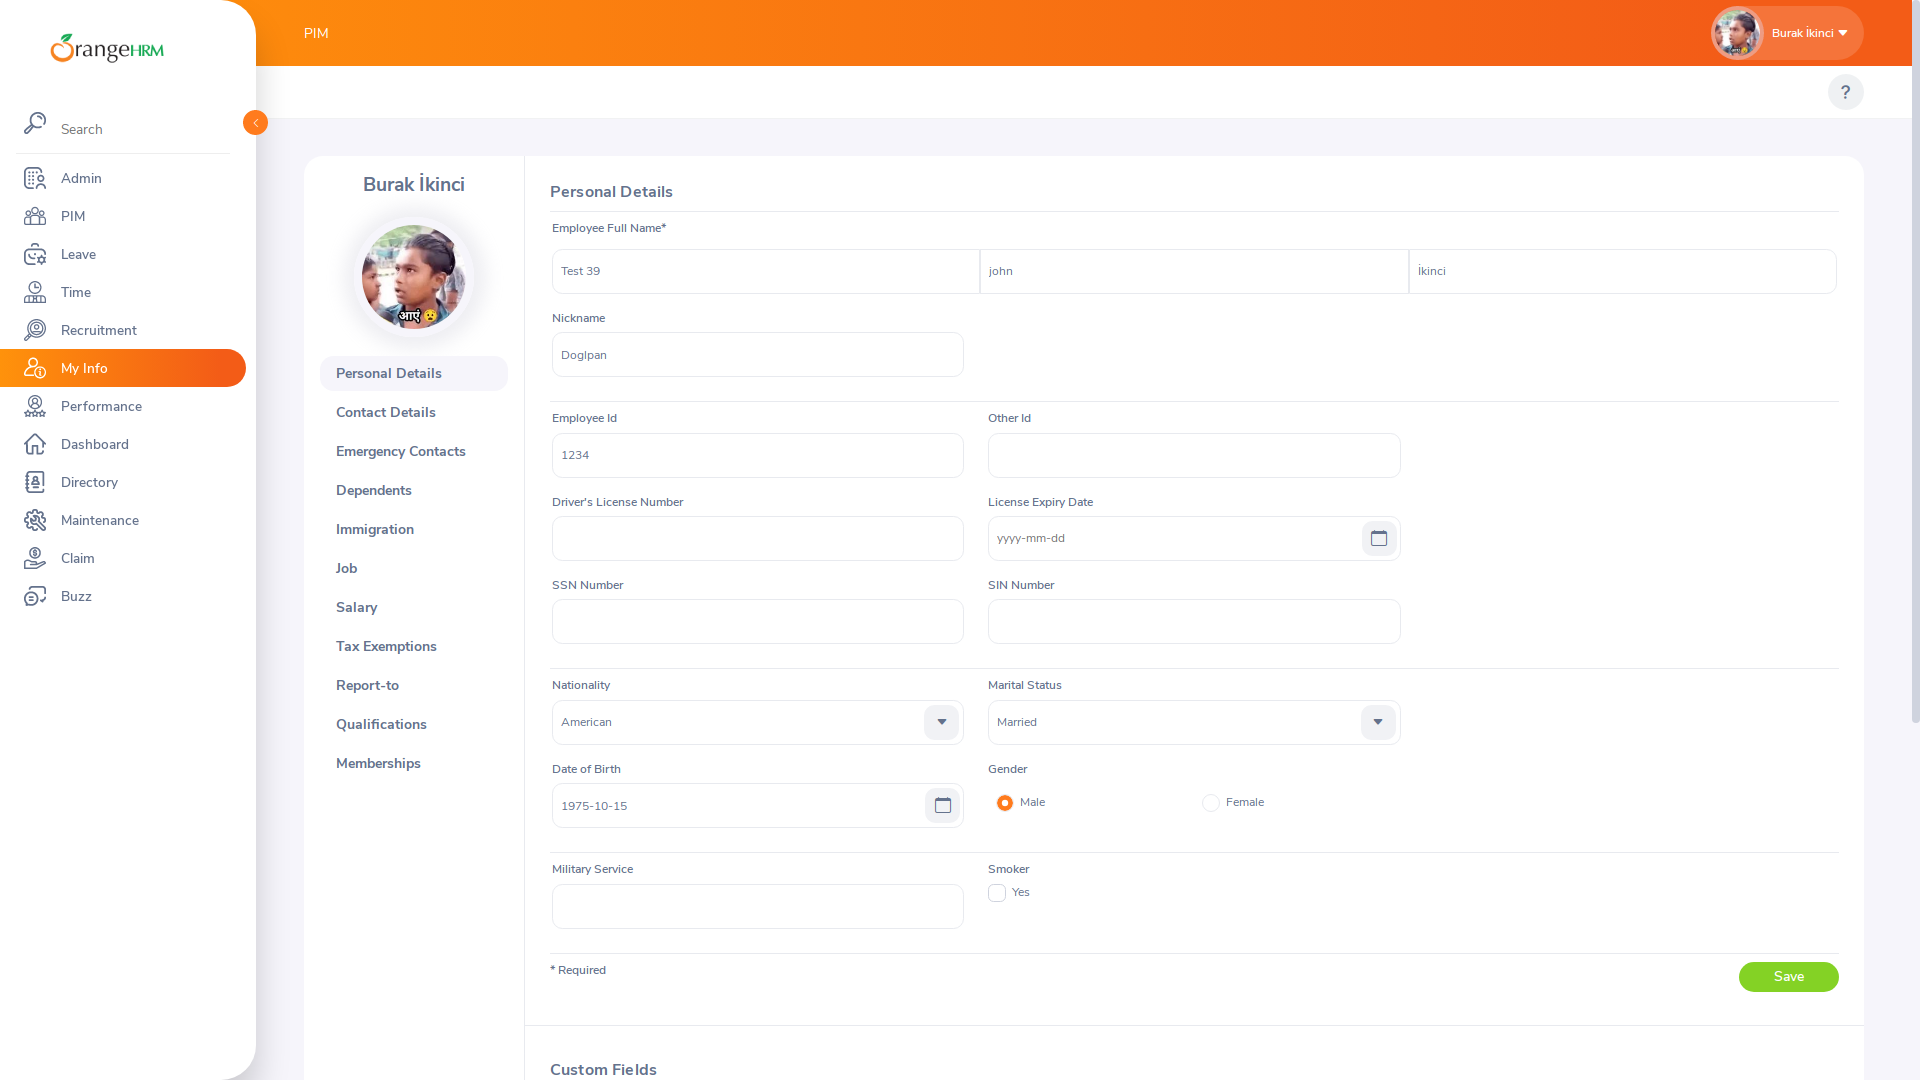 OrangeHRM
Search
Admin
PIM
Leave
Time
Recruitment
My Info
Performance
Dashboard
Directory
Maintenance
Claim
Buzz
PIM
Burak İkinci
?
Burak İkinci
आएं 😧
Personal Details
Contact Details
Emergency Contacts
Dependents
Immigration
Job
Salary
Tax Exemptions
Report-to
Qualifications
Memberships
Personal Details
Employee Full Name*
Test 39 john İkinci
Nickname
Doglpan
Employee Id Other Id
1234
Driver's License Number License Expiry Date
yyyy-mm-dd
SSN Number SIN Number
Nationality Marital Status
American Married
Date of Birth Gender
1975-10-15 Male Female
Military Service Smoker
Yes
* Required Save
Custom Fields